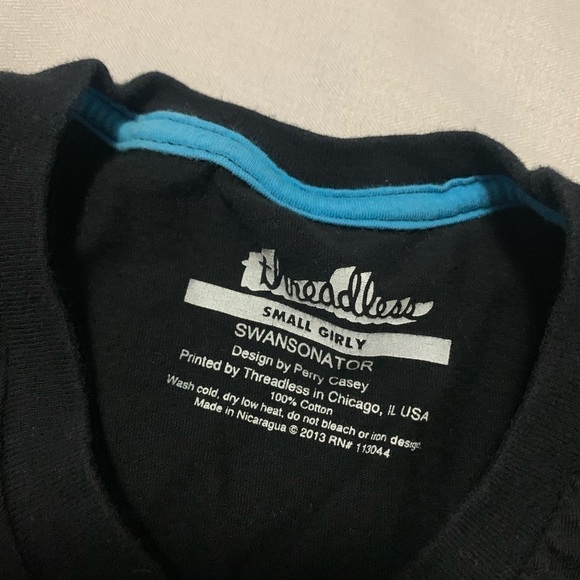 threadless
SMALL GIRLY
SWANSONATOR
Design by Perry Casey
Printed by Threadless in Chicago, IL USA
100% Cotton
Wash cold, dry low heat, do not bleach or iron design
Made in Nicaragua © 2013 RN# 113044